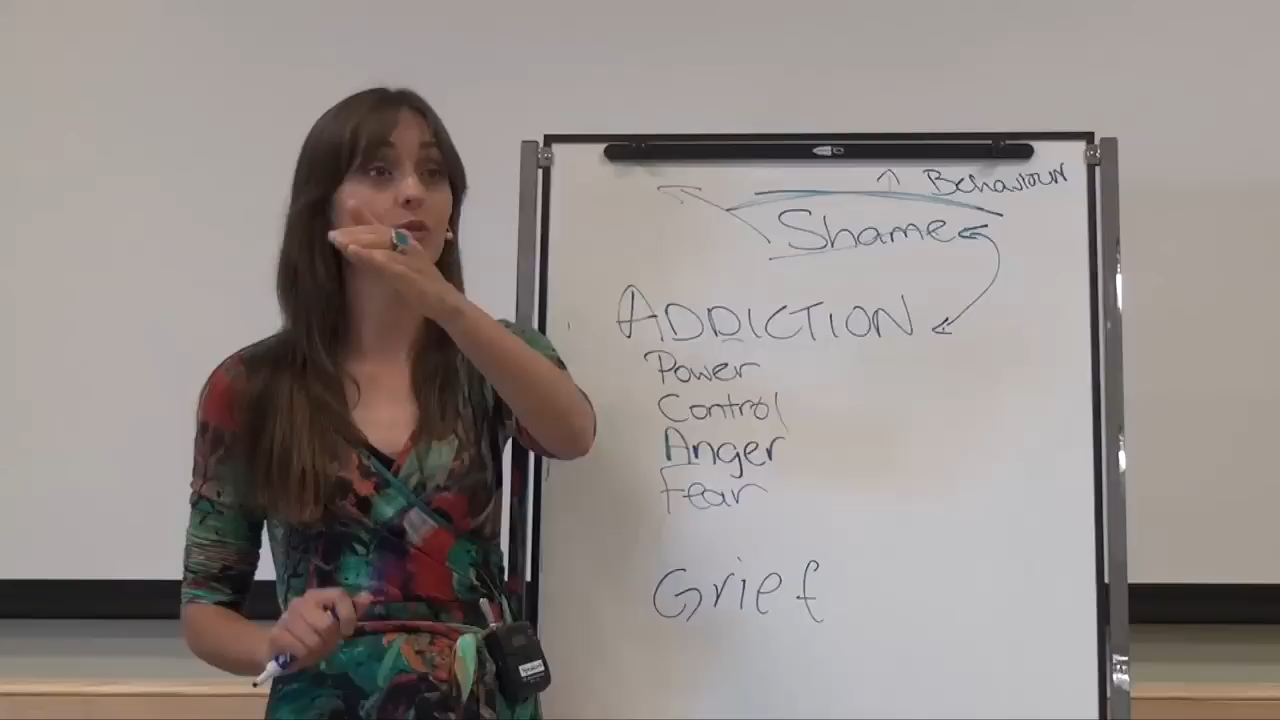 Behaviour
Shame
ADDICTION
Power
Control
Anger
Fear
Grief